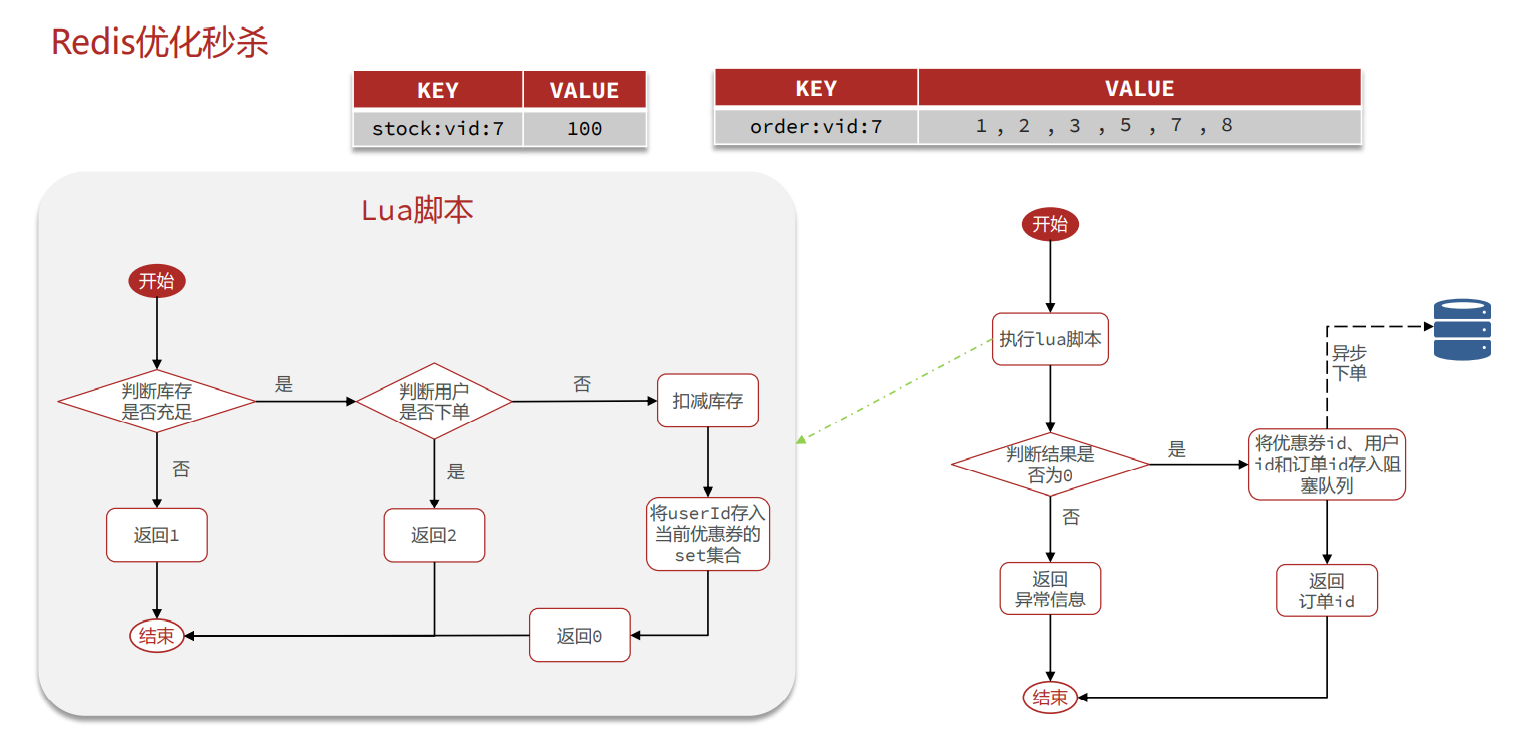 Redis优化秒杀
KEY VALUE
stock:vid:7 100
KEY VALUE
order:vid:7 1 , 2 , 3 , 5 , 7 , 8
Lua脚本
开始
判断库存
是否充足
是
判断用户
是否下单
否
扣减库存
否
是
返回1
返回2
将userId存入
当前优惠券的
set集合
返回0
结束
开始
执行lua脚本
判断结果是
否为0
是
将优惠券id、用户
id和订单id存入阻
塞队列
异步
下单
否
返回
异常信息
返回
订单id
结束